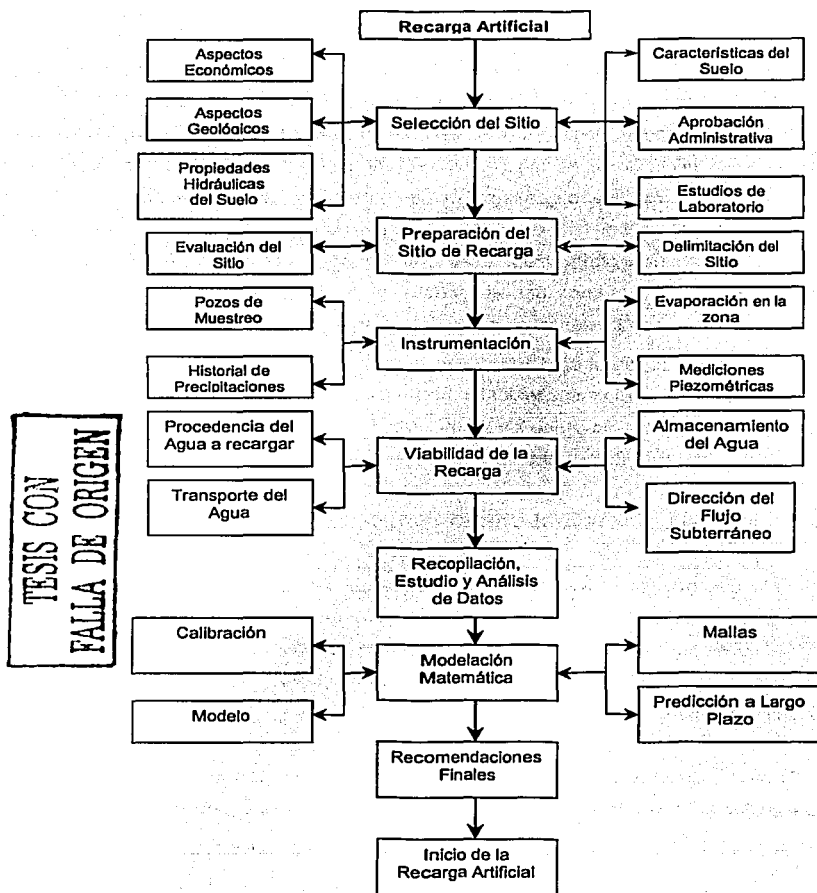 Recarga Artificial
Aspectos
Económicos
Características del
Suelo
Aspectos
Geológicos
Selección del Sitio
Aprobación
Administrativa
Propiedades
Hidráulicas
del Suelo
Estudios de
Laboratorio
Evaluación del
Sitio
Preparación del
Sitio de Recarga
Delimitación del
Sitio
Pozos de
Muestreo
Evaporación en la
zona
Instrumentación
Historial de
Precipitaciones
Mediciones
Piezométricas
Procedencia del
Agua a recargar
Almacenamiento
del Agua
Viabilidad de la
Recarga
Transporte del
Agua
Dirección del
Flujo
Subterráneo
TESIS CON
FALLA DE ORIGEN
Recopilación,
Estudio y Análisis
de Datos
Calibración
Mallas
Modelación
Matemática
Modelo
Predicción a Largo
Plazo
Recomendaciones
Finales
Inicio de la
Recarga Artificial